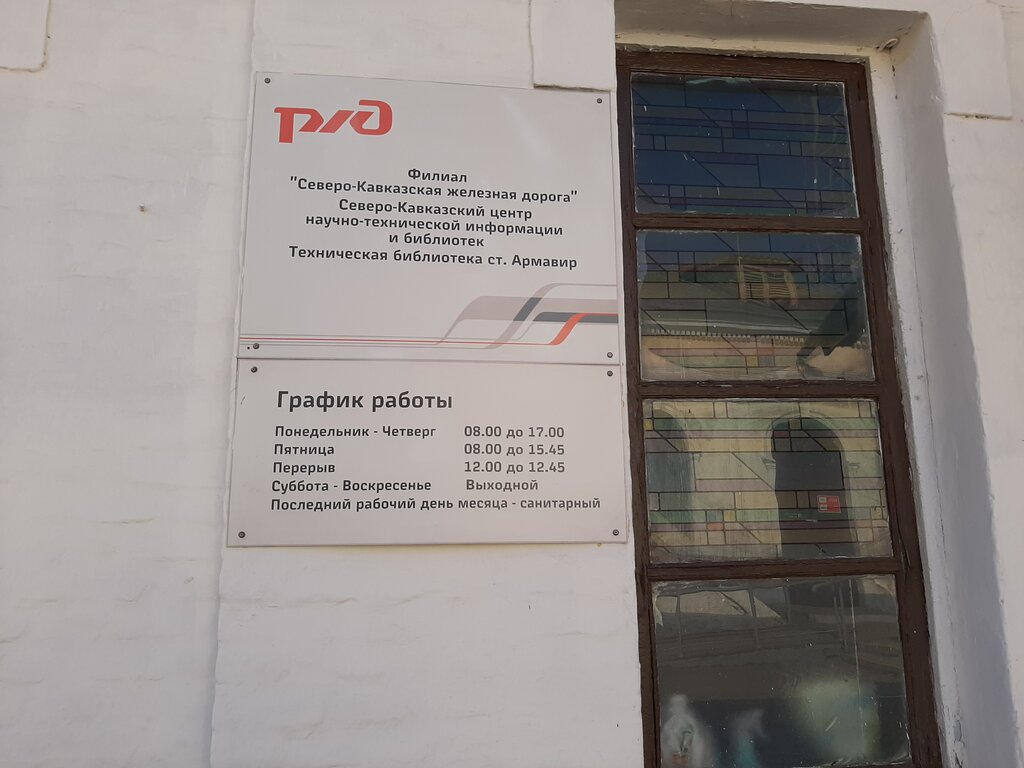 ржд
Филиал
"Северо-Кавказская железная дорога"
Северо-Кавказский центр
научно-технической информации
и библиотек
Техническая библиотека ст. Армавир
График работы
Понедельник - Четверг 08.00 до 17.00
Пятница 08.00 до 15.45
Перерыв 12.00 до 12.45
Суббота - Воскресенье Выходной
Последний рабочий день месяца - санитарный